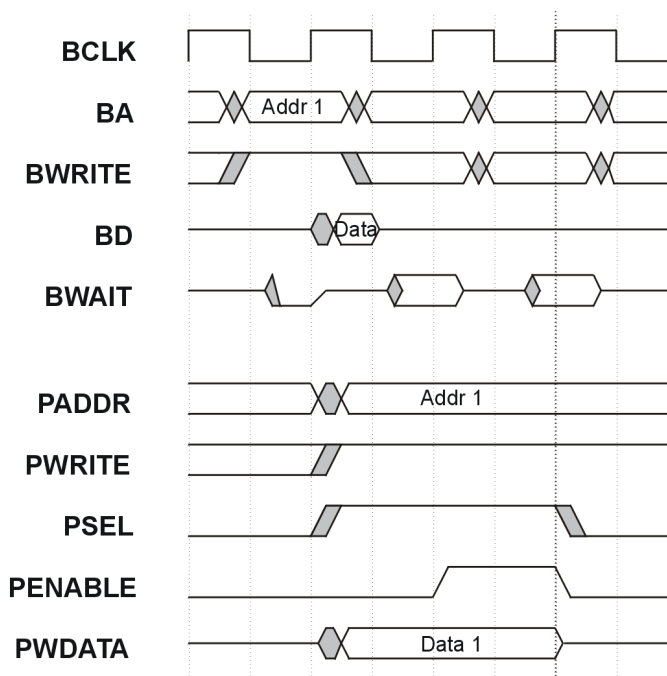 BCLK
BA Addr 1
BWRITE
BD Data
BWAIT
PADDR Addr 1
PWRITE
PSEL
PENABLE
PWDATA Data 1